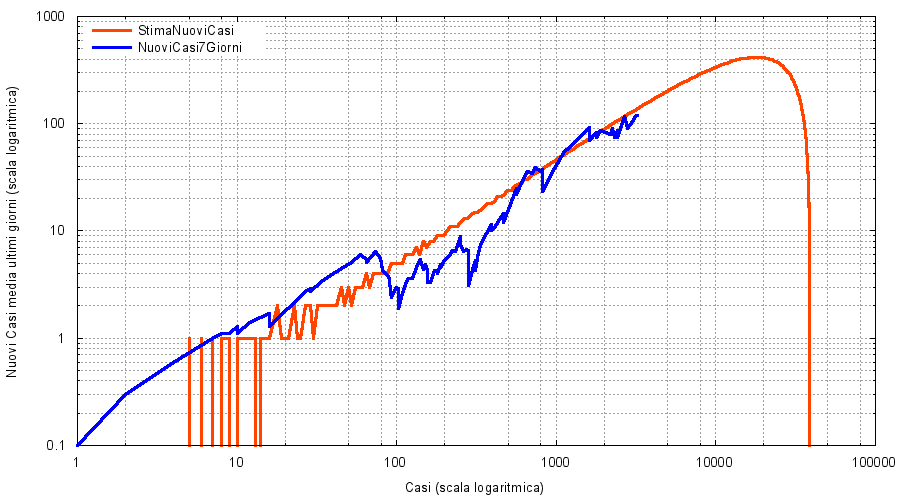 1000
StimaNuoviCasi
NuoviCasi7Giorni
100
10
1
0.1
Nuovi Casi media ultimi giorni (scala logaritmica)
1 10 100 1000 10000 100000
Casi (scala logaritmica)